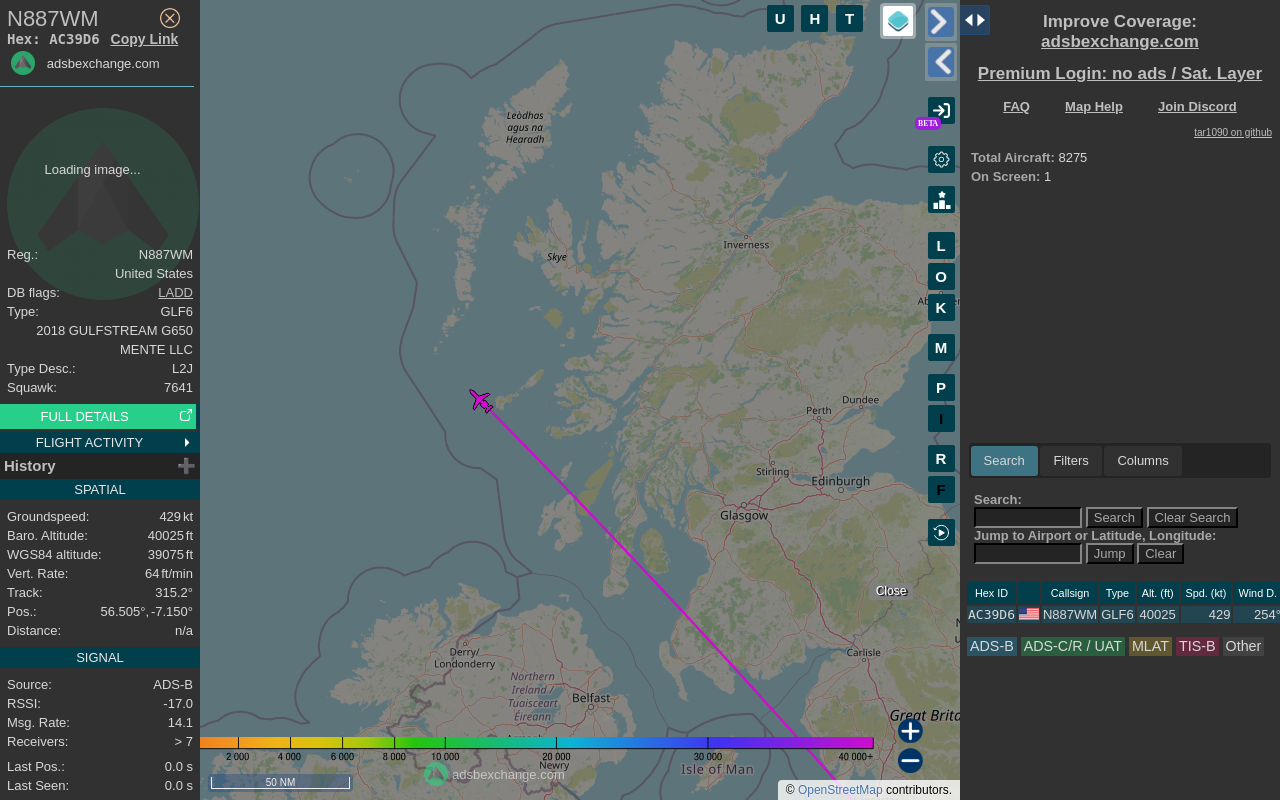 N887WM
Hex: AC39D6 Copy Link
adsbexchange.com
Loading image...
Reg.: N887WM
United States
DB flags: LADD
Type: GLF6
2018 GULFSTREAM G650
MENTE LLC
Type Desc.: L2J
Squawk: 7641
FULL DETAILS
FLIGHT ACTIVITY
History
SPATIAL
Groundspeed: 429 kt
Baro. Altitude: 40025 ft
WGS84 altitude: 39075 ft
Vert. Rate: 64 ft/min
Track: 315.2°
Pos.: 56.505°, -7.150°
Distance: n/a
SIGNAL
Source: ADS-B
RSSI: -17.0
Msg. Rate: 14.1
Receivers: > 7
Last Pos.: 0.0 s
Last Seen: 0.0 s
U H T
BETA
L
O
K
M
P
I
R
F
Leòdhas
agus na
Hearadh
Skye
Inverness
Perth
Dundee
Stirling
Edinburgh
Glasgow
Close
Carlisle
Derry/
Londonderry
Northern
Ireland /
Tuaisceart
Éireann
Belfast
Newry
Isle of Man
2 000 4 000 6 000 8 000 10 000 20 000 30 000 40 000+
adsbexchange.com
50 NM
© OpenStreetMap contributors.
Improve Coverage:
adsbexchange.com
Premium Login: no ads / Sat. Layer
FAQ Map Help Join Discord
tar1090 on github
Total Aircraft: 8275
On Screen: 1
Search Filters Columns
Search:
Search Clear Search
Jump to Airport or Latitude, Longitude:
Jump Clear
Hex ID Callsign Type Alt. (ft) Spd. (kt) Wind D.
AC39D6 N887WM GLF6 40025 429 254°
ADS-B ADS-C/R / UAT MLAT TIS-B Other